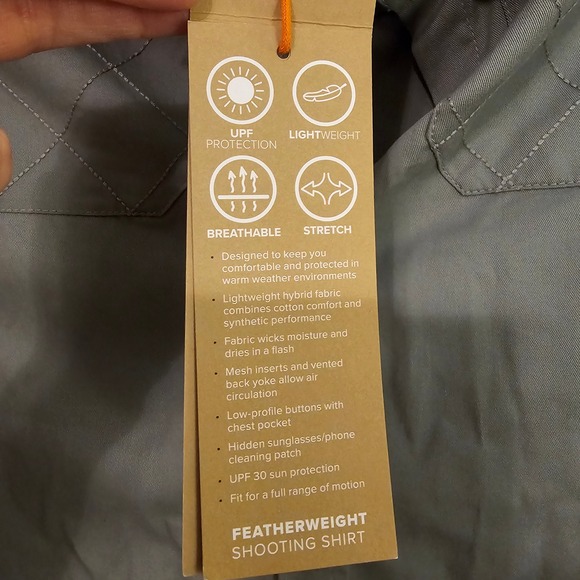 UPF
PROTECTION
LIGHTWEIGHT
BREATHABLE
STRETCH
• Designed to keep you
comfortable and protected in
warm weather environments
• Lightweight hybrid fabric
combines cotton comfort and
synthetic performance
• Fabric wicks moisture and
dries in a flash
• Mesh inserts and vented
back yoke allow air
circulation
• Low-profile buttons with
chest pocket
• Hidden sunglasses/phone
cleaning patch
• UPF 30 sun protection
• Fit for a full range of motion
FEATHERWEIGHT
SHOOTING SHIRT